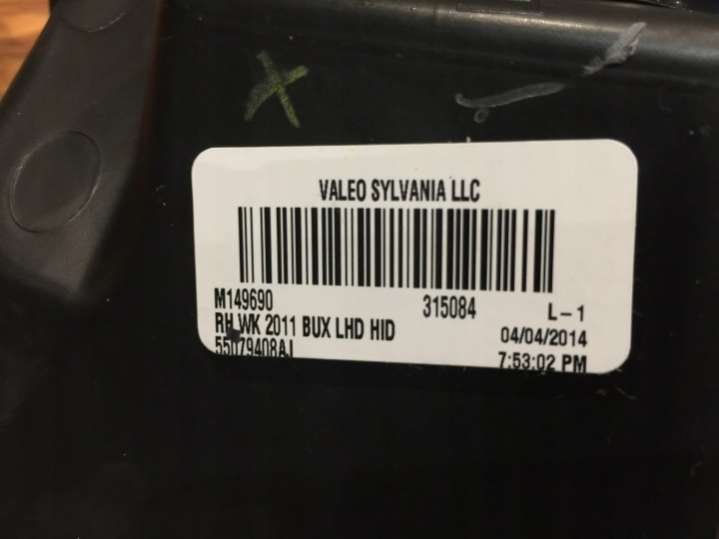 VALEO SYLVANIA LLC
M149690 315084 L-1
RH WK 2011 BUX LHD HID 04/04/2014
55079408AJ 7:53:02 PM